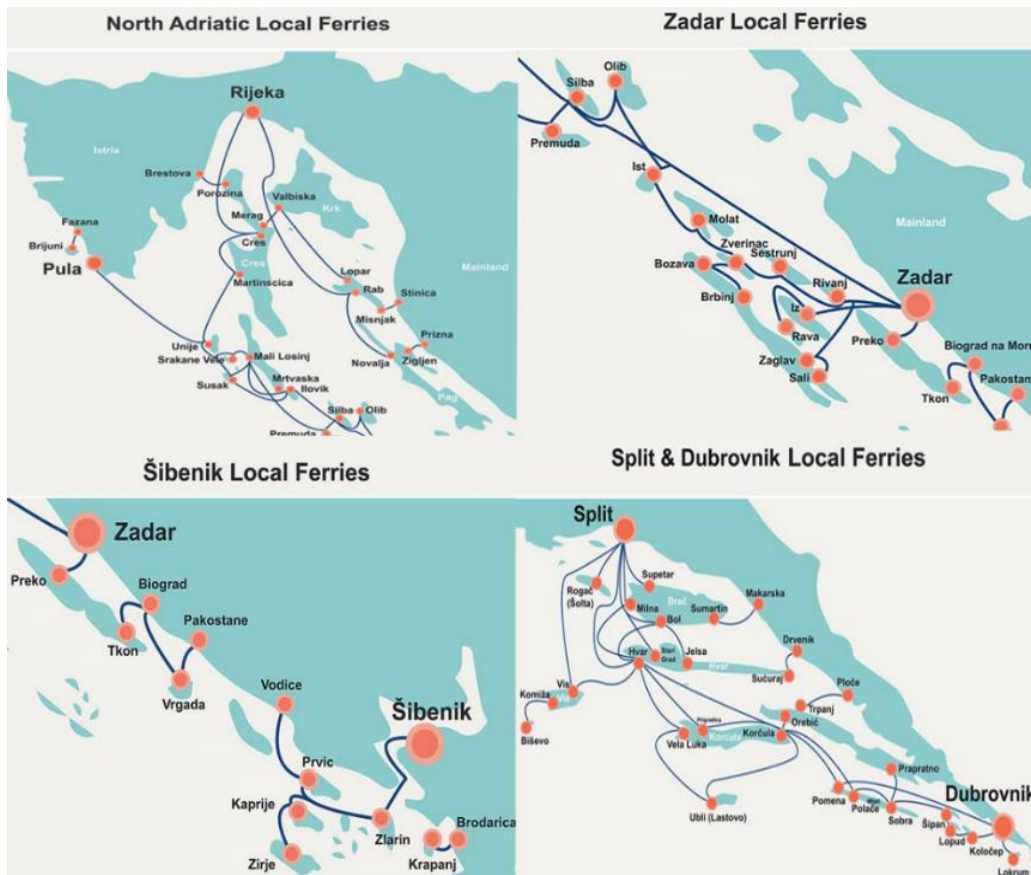 North Adriatic Local Ferries
Rijeka
Istria
Brestova
Porozina
Valbiska
Krk
Merag
Cres
Fazana
Brijuni
Pula
Cres
Martinscica
Mainland
Lopar
Rab
Stinica
Misnjak
Unije
Srakane Vele
Mali Losinj
Susak
Mrtvaska
Ilovik
Novalja
Prizna
Zigljen
Pag
Silba
Olib
Premuda
Zadar Local Ferries
Olib
Silba
Premuda
Ist
Molat
Mainland
Zverinac
Sestrunj
Bozava
Rivanj
Zadar
Brbinj
Iz
Rava
Preko
Zaglav
Sali
Biograd na Moru
Pakostane
Tkon
Šibenik Local Ferries
Zadar
Preko
Biograd
Pakostane
Tkon
Vrgada
Vodice
Šibenik
Prvic
Kaprije
Zlarin
Brodarica
Zirje
Krapanj
Split & Dubrovnik Local Ferries
Split
Supetar
Rogač
(Šolta)
Milna
Brač
Sumartin
Makarska
Bol
Hvar
Stari
Grad
Jelsa
Hvar
Drvenik
Sućuraj
Vis
Komiža
Vis
Biševo
Ploče
Trpanj
Orebić
Prigradica
Vela Luka
Korcula
Korčula
Ubli (Lastovo)
Prapratno
Pomena
Polače
Sobra
Dubrovnik
Šipan
Lopud
Koločep
Lokrum